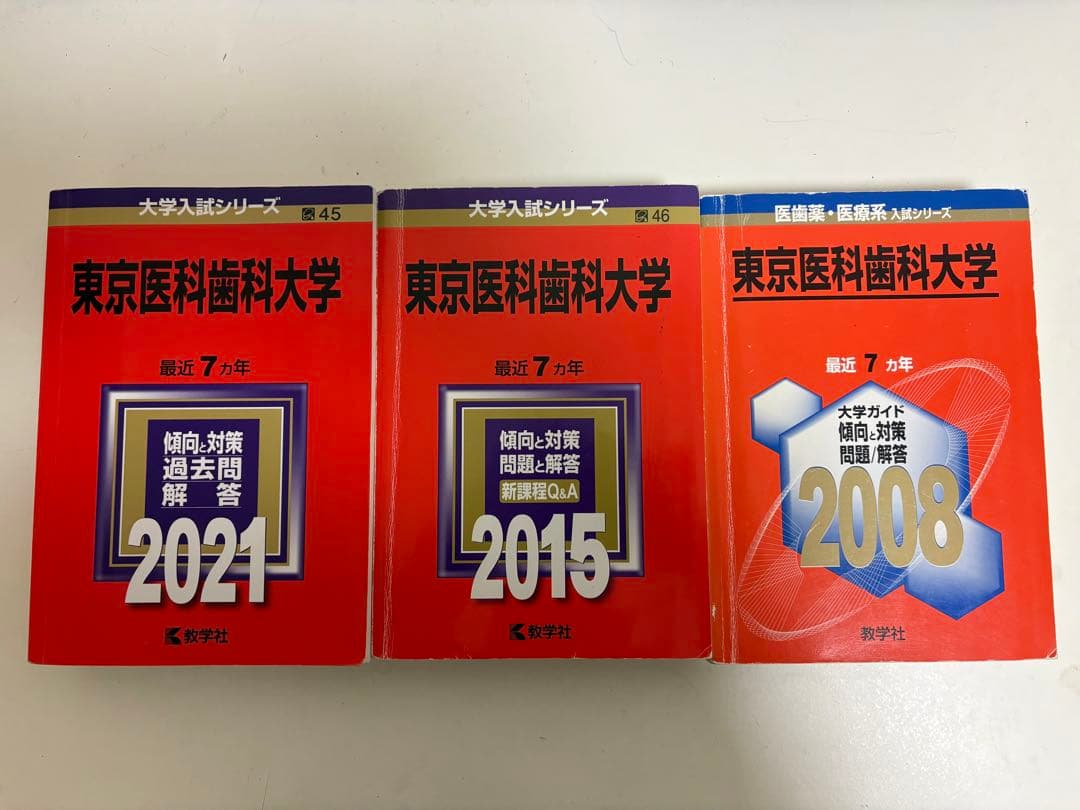 大学入試シリーズ 45
東京医科歯科大学
最近 7 ヵ年
傾向と対策
過去問
解答
2021
教学社
大学入試シリーズ 46
東京医科歯科大学
最近 7 ヵ年
傾向と対策
問題と解答
新課程Q&A
2015
教学社
医歯薬・医療系 入試シリーズ
東京医科歯科大学
最近 7 ヵ年
大学ガイド
傾向と対策
問題/解答
2008
教学社